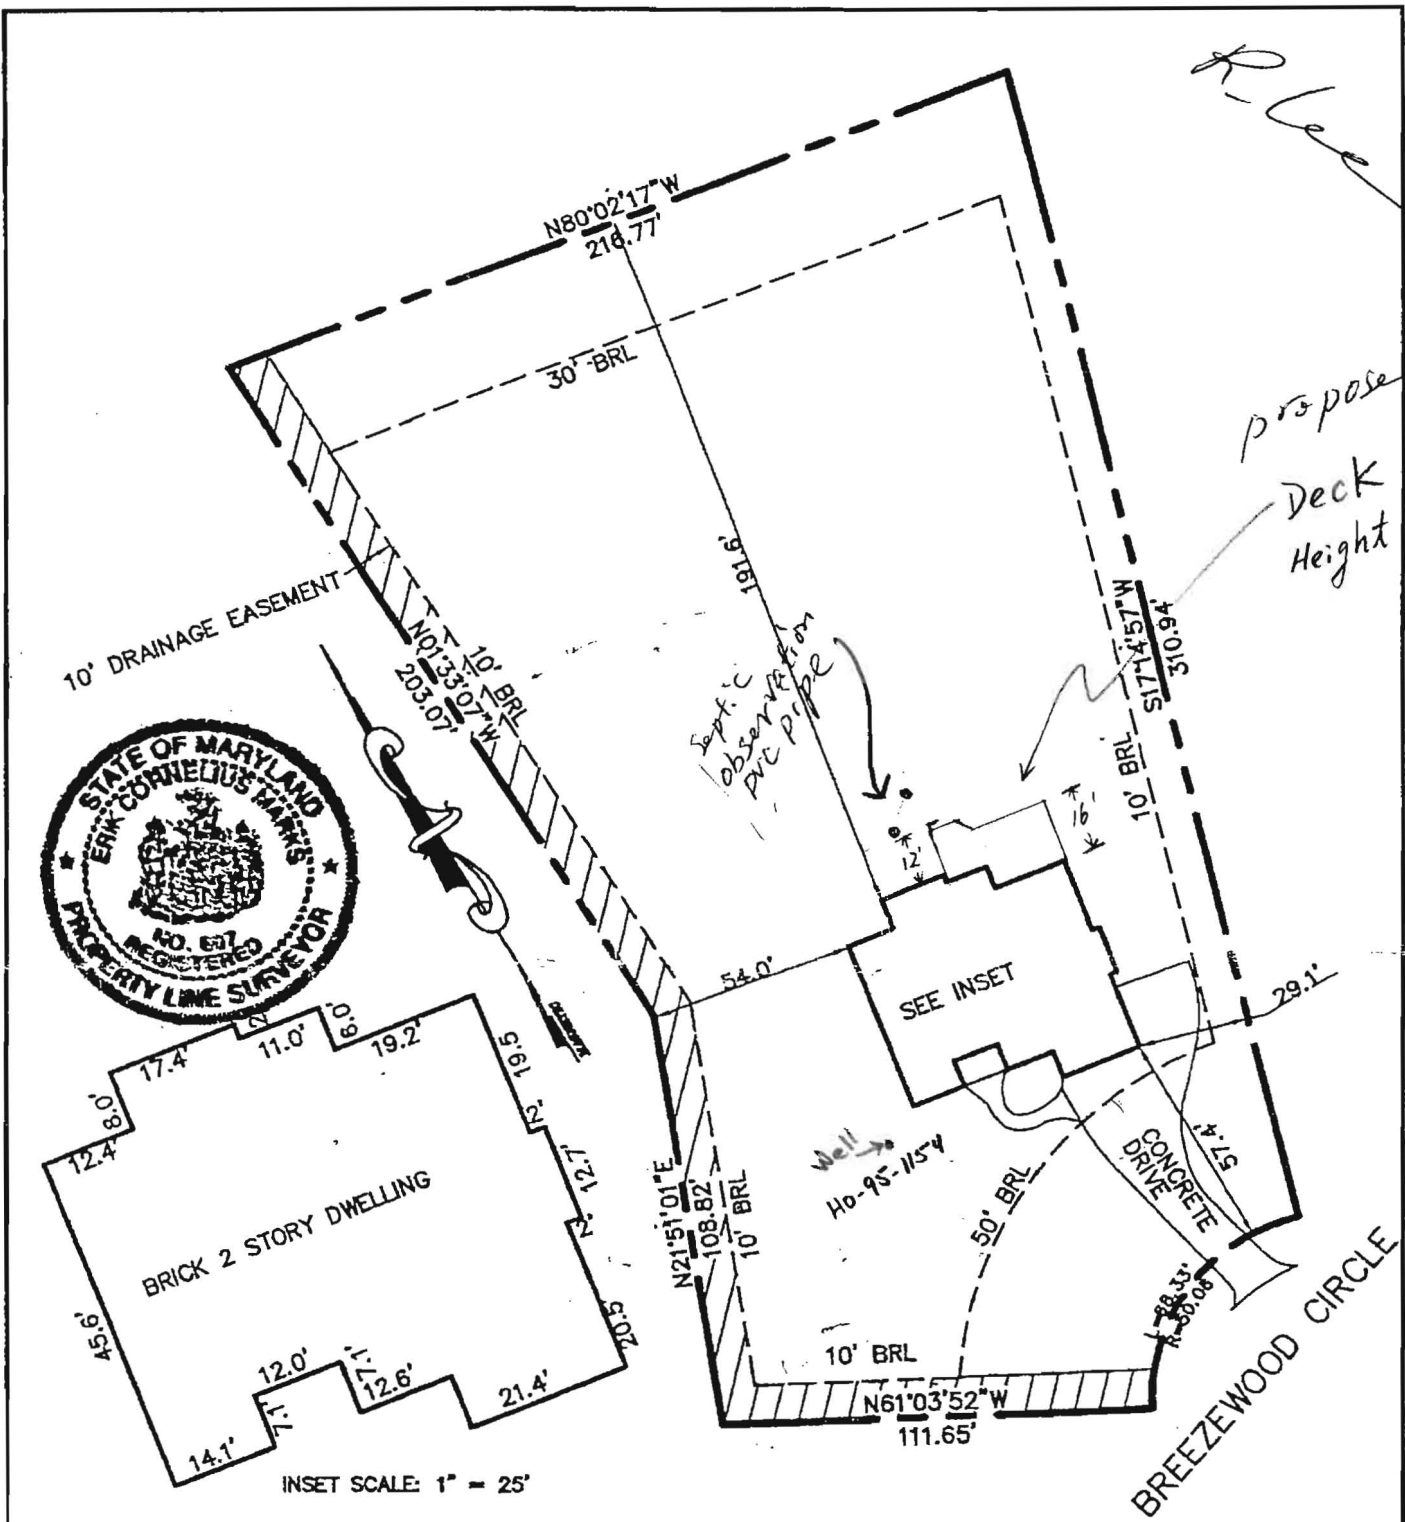 R-Lee
N80°02'17"W
216.77'
30' BRL
propose
Deck
Height
191.6'
10' DRAINAGE EASEMENT
N01°33'07"W
203.07'
10' BRL
Septic
observation
pvc pipe
S17°14'57"W
310.94'
10' BRL
16'
12'
STATE OF MARYLAND
ERIK CORNELIUS MARKS
NO. 607
REGISTERED
PROPERTY LINE SURVEYOR
54.0'
SEE INSET
29.1'
2'
11.0'
6.0'
19.2'
17.4'
19.5
8.0'
12.4'
2'
12.7'
BRICK 2 STORY DWELLING
20.5'
45.6'
12.0'
7.1'
12.6'
7.1'
21.4'
14.1'
INSET SCALE: 1" = 25'
Well
HO-95-1154
N21°51'01"E
108.82'
10' BRL
50' BRL
CONCRETE
DRIVE
57.4'
10' BRL
N61°03'52"W
111.65'
BREEZEWOOD CIRCLE